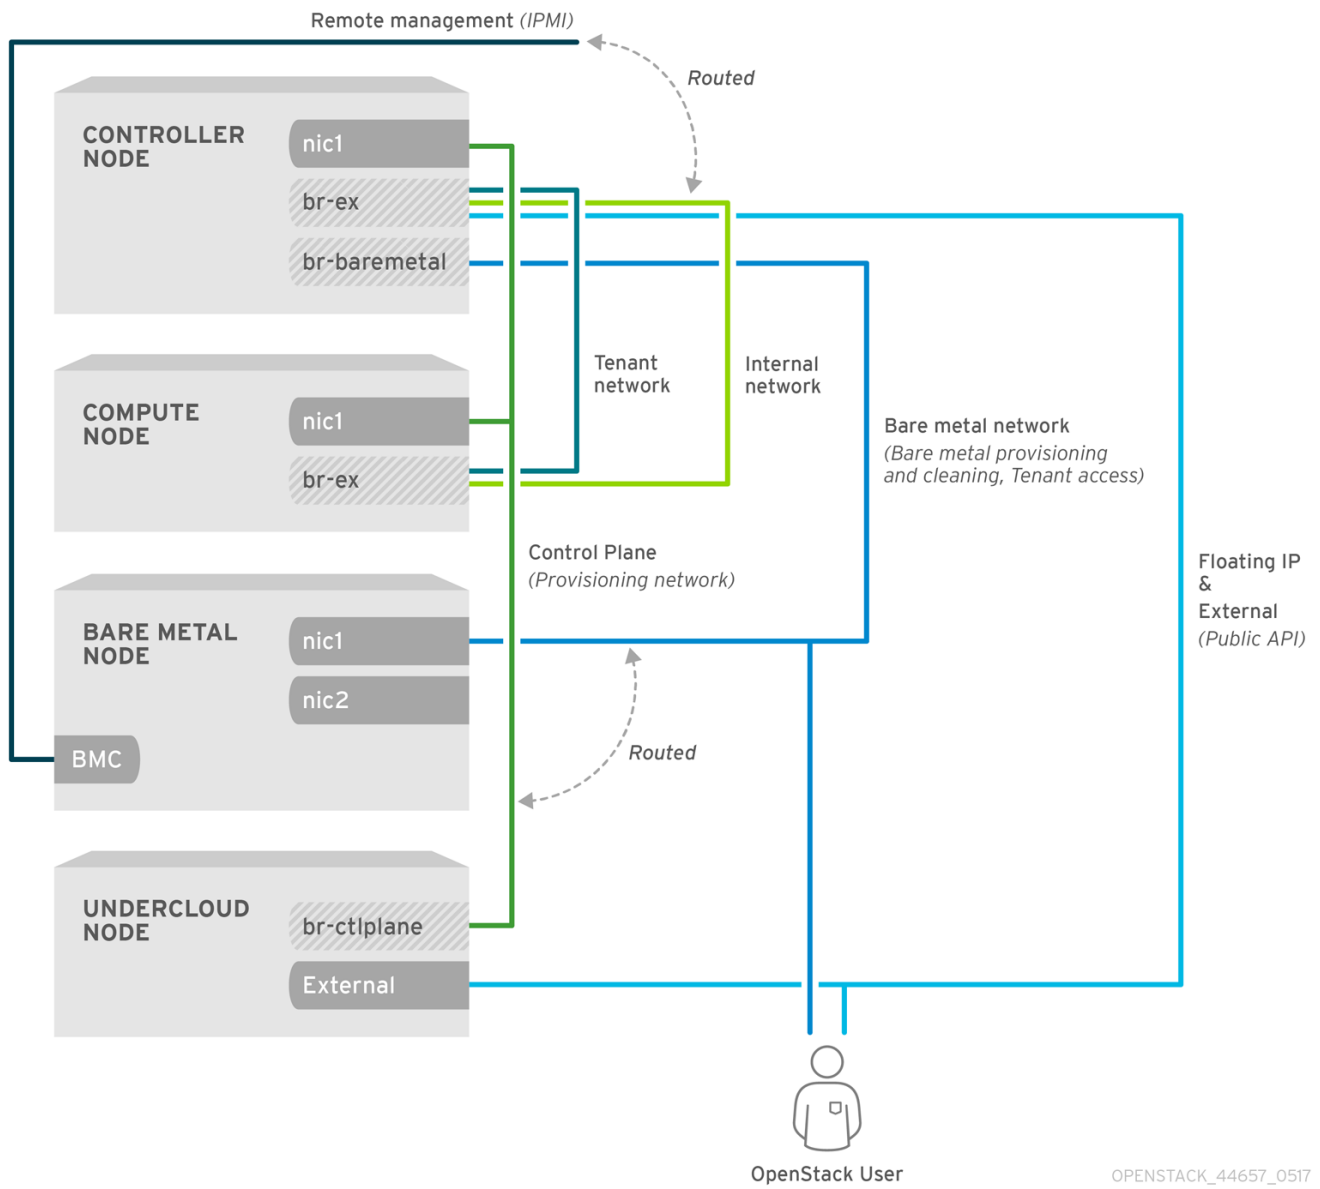 Remote management (IPMI)
Routed
CONTROLLER
NODE
nic1
br-ex
br-baremetal
Tenant
network
Internal
network
COMPUTE
NODE
nic1
br-ex
Bare metal network
(Bare metal provisioning
and cleaning, Tenant access)
Control Plane
(Provisioning network)
Floating IP
&
External
(Public API)
BARE METAL
NODE
nic1
nic2
BMC
Routed
UNDERCLOUD
NODE
br-ctlplane
External
OpenStack User
OPENSTACK_44657_0517